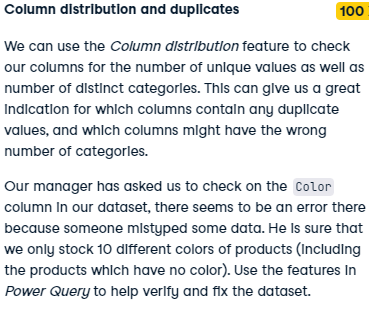 Column distribution and duplicates
100
We can use the Column distribution feature to check
our columns for the number of unique values as well as
number of distinct categories. This can give us a great
indication for which columns contain any duplicate
values, and which columns might have the wrong
number of categories.
Our manager has asked us to check on the Color
column in our dataset, there seems to be an error there
because someone mistyped some data. He is sure that
we only stock 10 different colors of products (including
the products which have no color). Use the features in
Power Query to help verify and fix the dataset.